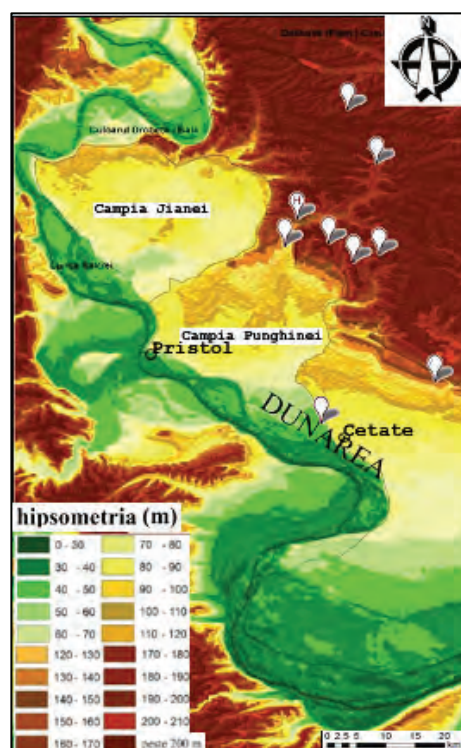 Campia Jianei
Campia Punghinei
Pristol
DUNAREA
Cetate
H
hipsometria (m)
0 - 30
30 - 40
40 - 50
50 - 60
60 - 70
120 - 130
130 - 140
140 - 150
150 - 160
160 - 170
70 - 80
80 - 90
90 - 100
100 - 110
110 - 120
170 - 180
180 - 190
190 - 200
200 - 210
peste 200 m
0 2.5 5 10 15 20